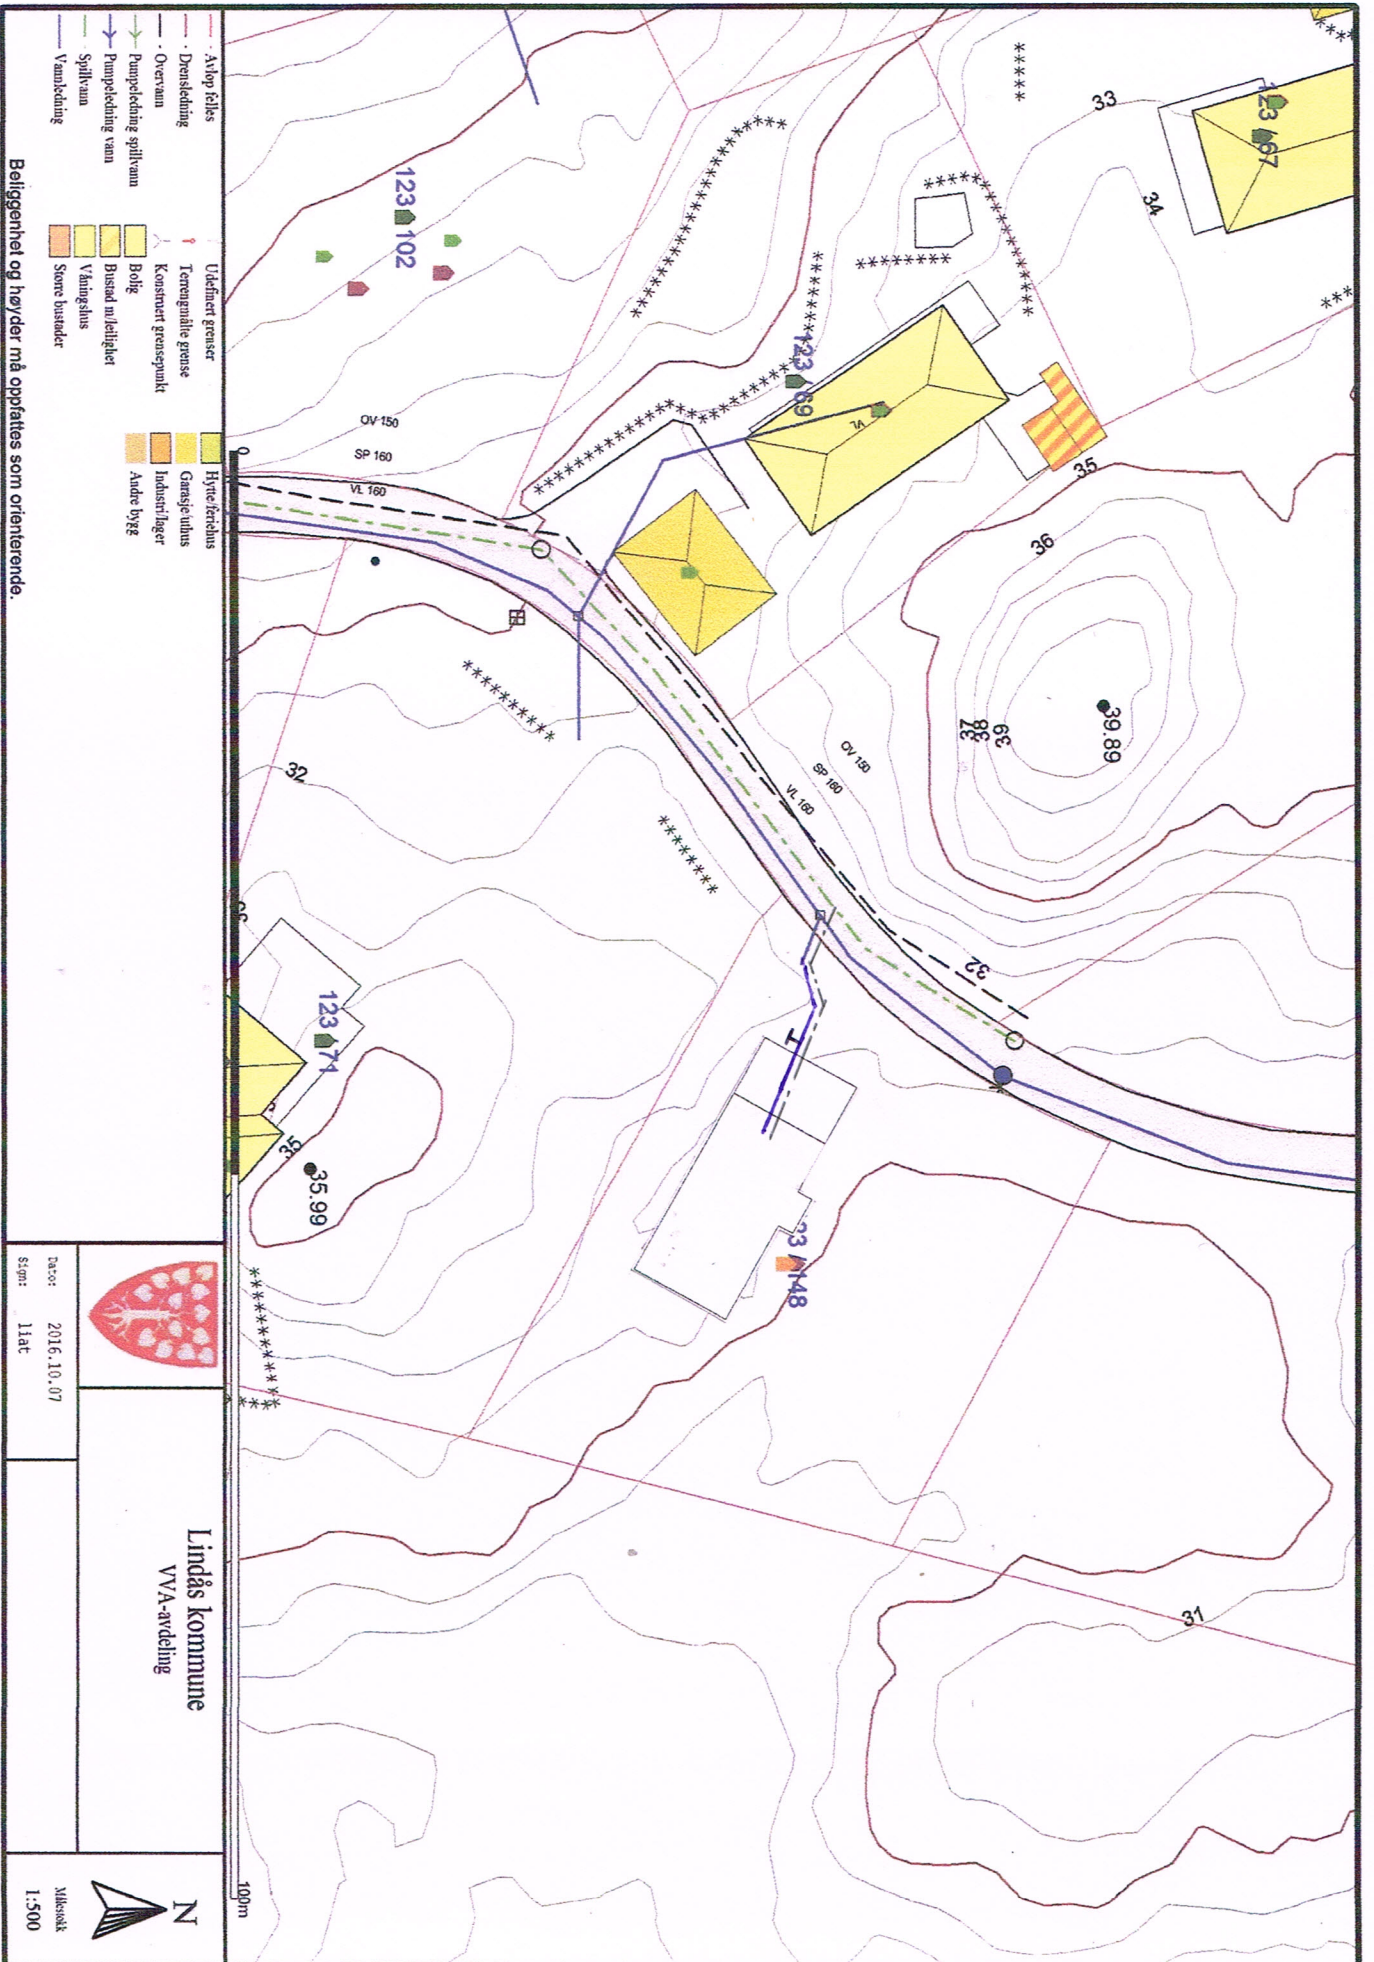 123 /67
33
34
35
36
37
38
39
39.89
123 / 69
VL
123 / 102
OV 150
SP 160
VL 160
OV 150
SP 160
VL 160
32
32
123 / 71
35
35.99
31
0
100m
Avløp felles
Drensledning
Overvann
Pumpeledning spillvann
Pumpeledning vann
Spillvann
Vannledning
Udefinert grenser
Terrengmålte grense
Konstruert grensepunkt
Bolig
Bustad m/leilighet
Våningshus
Større bustader
Hytte/feriehus
Garasje/uthus
Industri/lager
Andre bygg
Beliggenhet og høyder må oppfattes som orienterende.
Dato: 2016.10.07
Sign: liat
Lindås kommune
VVA-avdeling
N
Målestokk
1:500